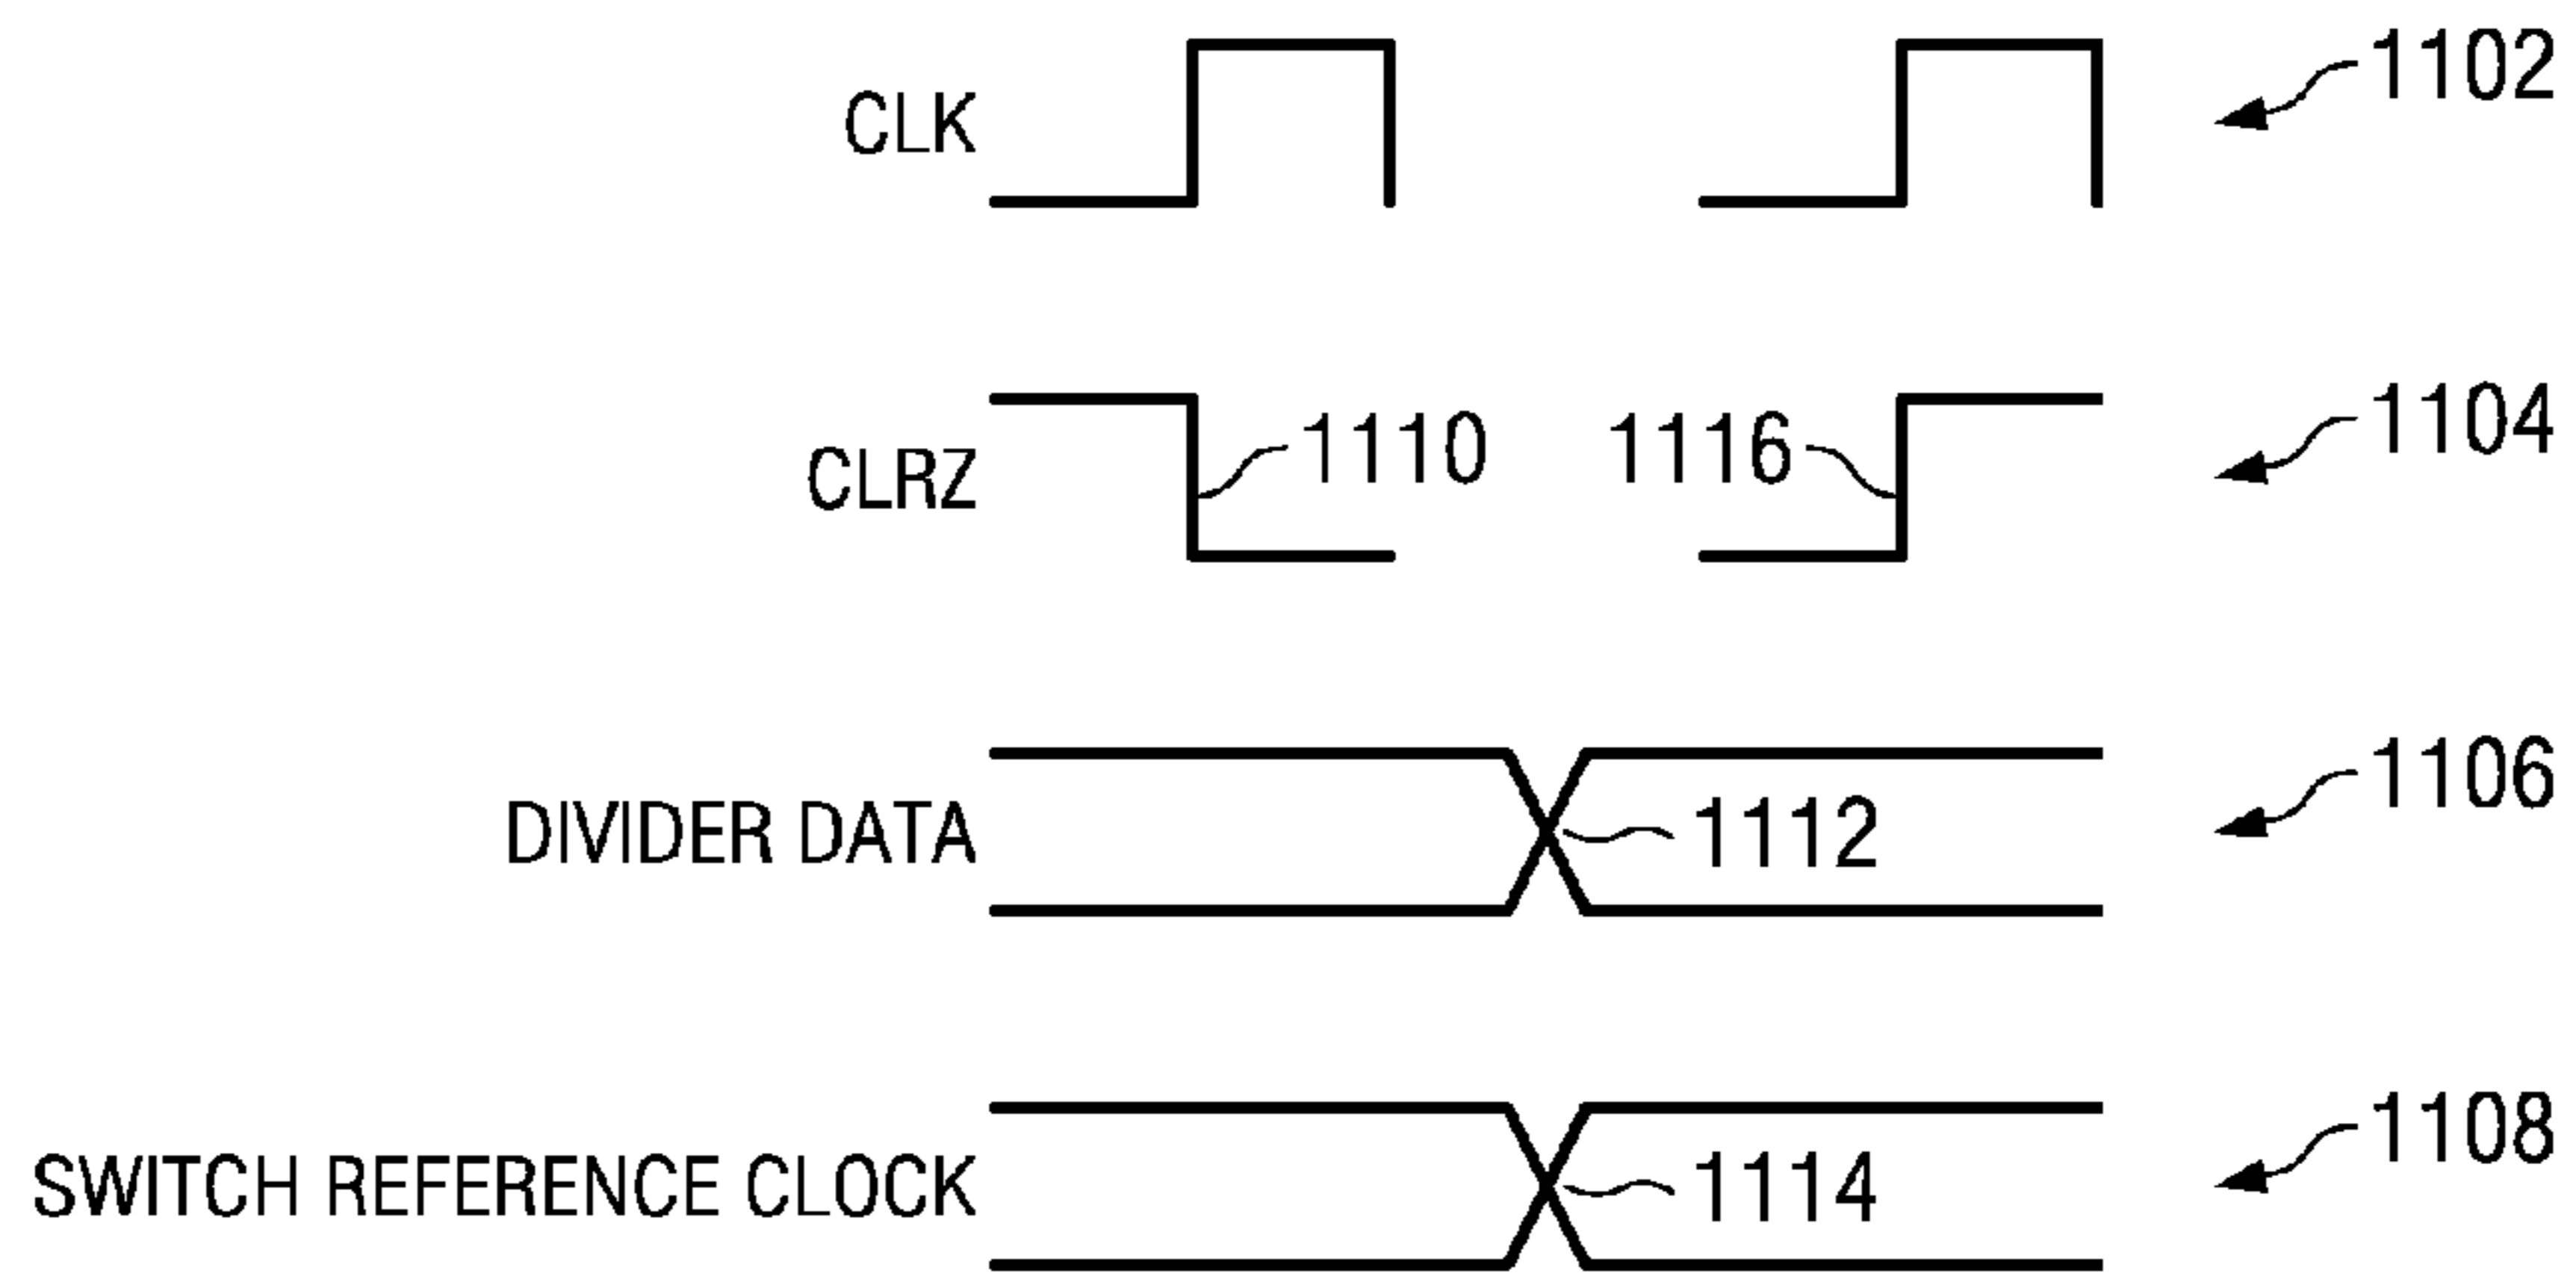 CLK 1102
CLRZ 1110 1116 1104
DIVIDER DATA 1112 1106
SWITCH REFERENCE CLOCK 1114 1108